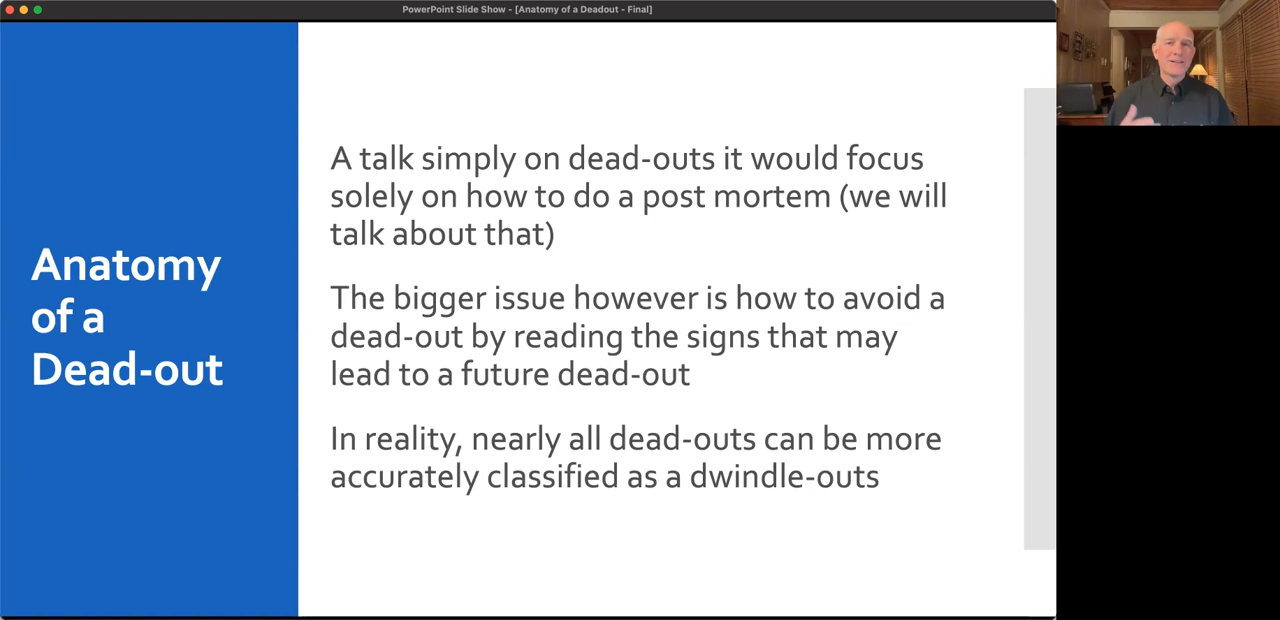 PowerPoint Slide Show - [Anatomy of a Deadout - Final]
Anatomy
of a
Dead-out
A talk simply on dead-outs it would focus
solely on how to do a post mortem (we will
talk about that)
The bigger issue however is how to avoid a
dead-out by reading the signs that may
lead to a future dead-out
In reality, nearly all dead-outs can be more
accurately classified as a dwindle-outs